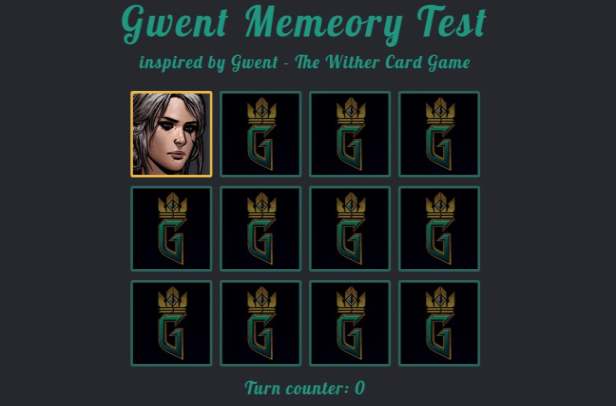 Gwent Memeory Test
inspired by Gwent - The Wither Card Game
G G G
G G G G
G G G G
Turn counter: 0